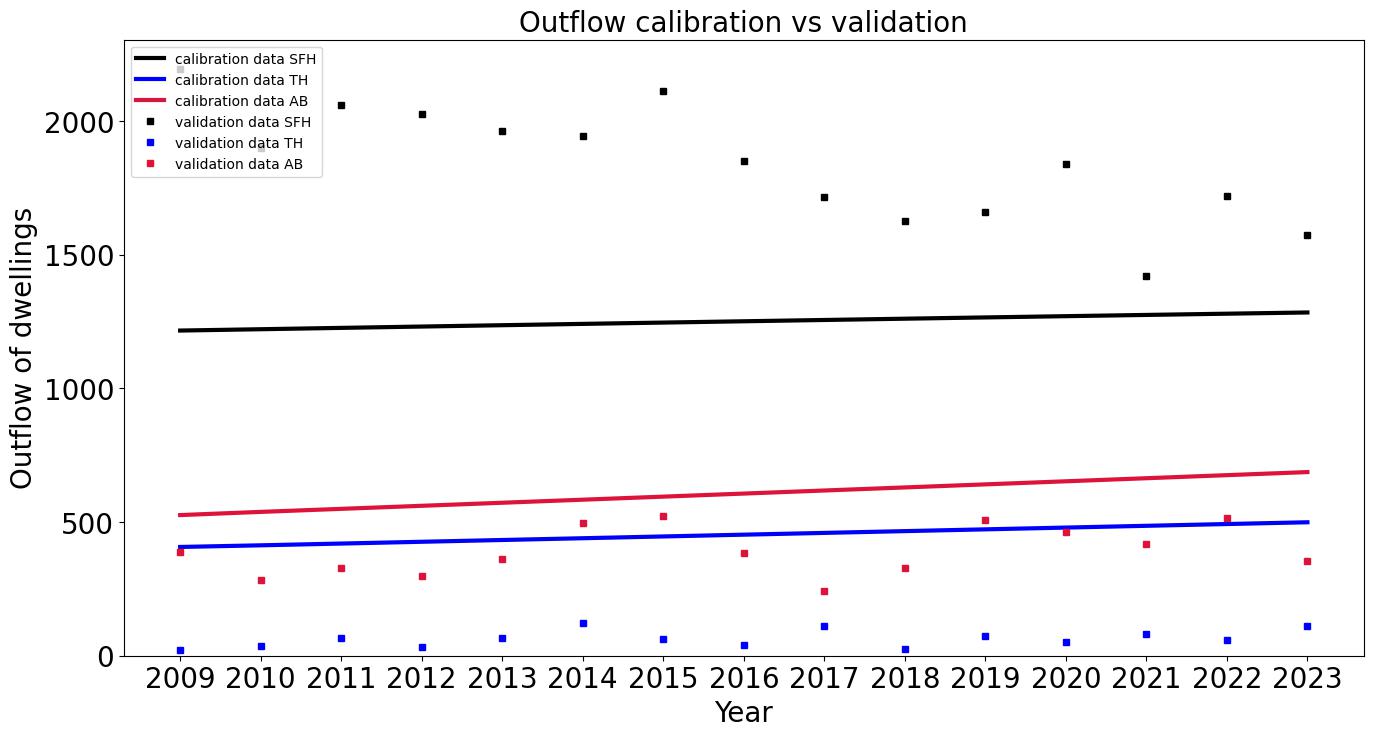 Outflow calibration vs validation
calibration data SFH
calibration data TH
calibration data AB
validation data SFH
validation data TH
validation data AB
Outflow of dwellings
2000
1500
1000
500
0
2009 2010 2011 2012 2013 2014 2015 2016 2017 2018 2019 2020 2021 2022 2023
Year